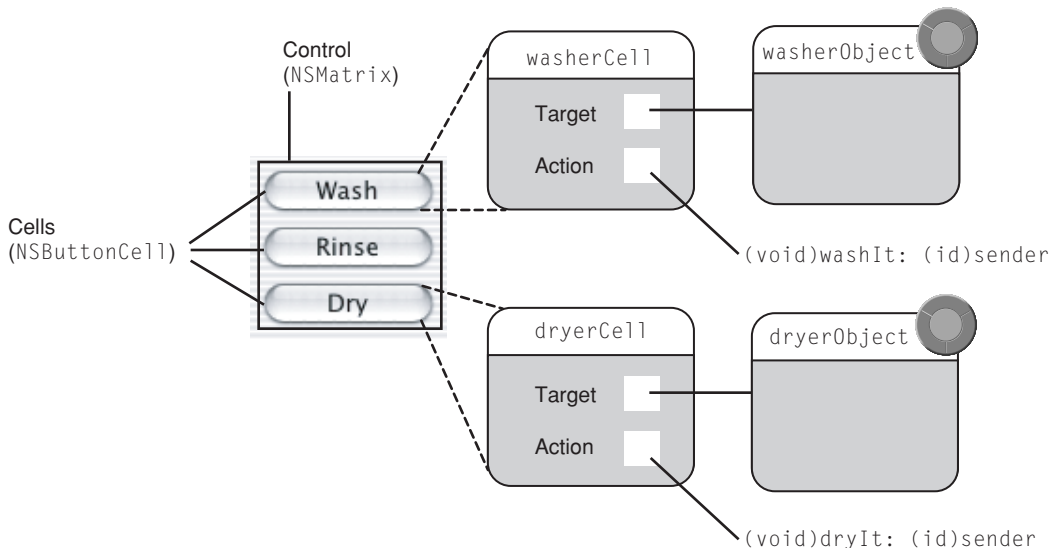 Control
(NSMatrix)
Cells
(NSButtonCell)
Wash
Rinse
Dry
washerCell
Target
Action
washerObject
(void)washIt: (id)sender
dryerCell
Target
Action
dryerObject
(void)dryIt: (id)sender